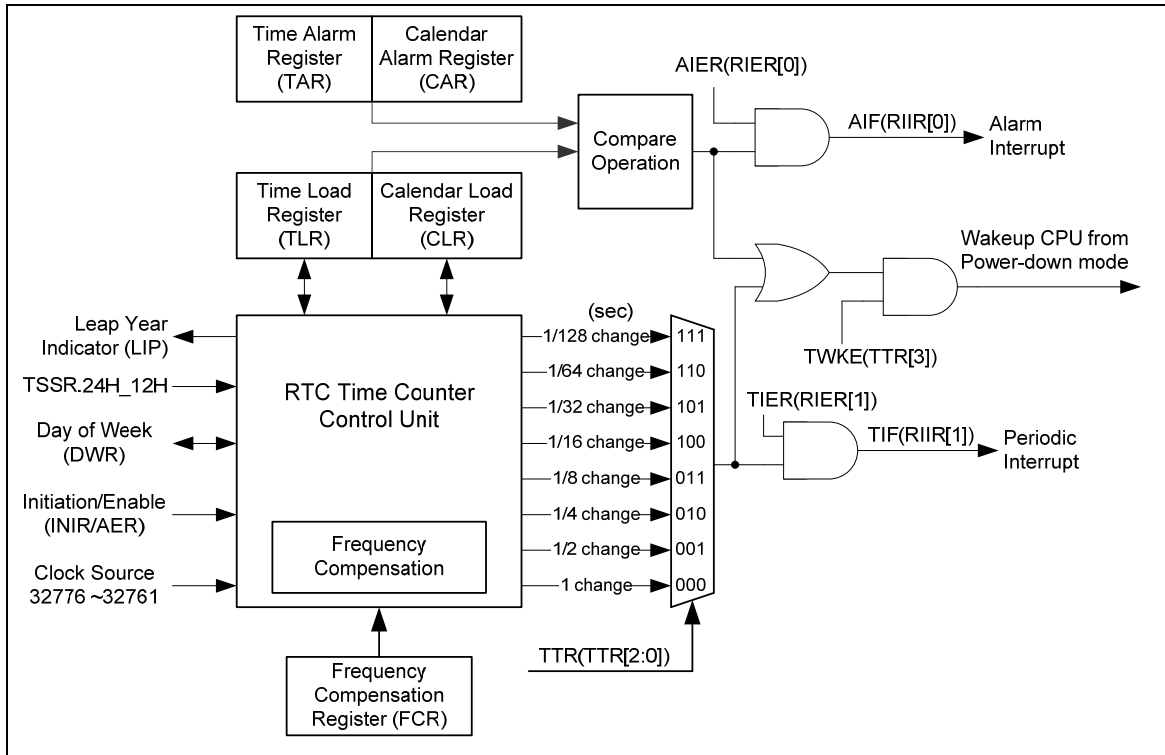 Time Alarm
Register
(TAR)
Calendar
Alarm Register
(CAR)
AIER(RIER[0])
Compare
Operation
AIF(RIIR[0])
Alarm
Interrupt
Time Load
Register
(TLR)
Calendar Load
Register
(CLR)
Wakeup CPU from
Power-down mode
TWKE(TTR[3])
Leap Year
Indicator (LIP)
TSSR.24H_12H
Day of Week
(DWR)
Initiation/Enable
(INIR/AER)
Clock Source
32776 ~32761
RTC Time Counter
Control Unit
Frequency
Compensation
(sec)
1/128 change
111
1/64 change
110
1/32 change
101
1/16 change
100
1/8 change
011
1/4 change
010
1/2 change
001
1 change
000
TIER(RIER[1])
TIF(RIIR[1])
Periodic
Interrupt
TTR(TTR[2:0])
Frequency
Compensation
Register (FCR)